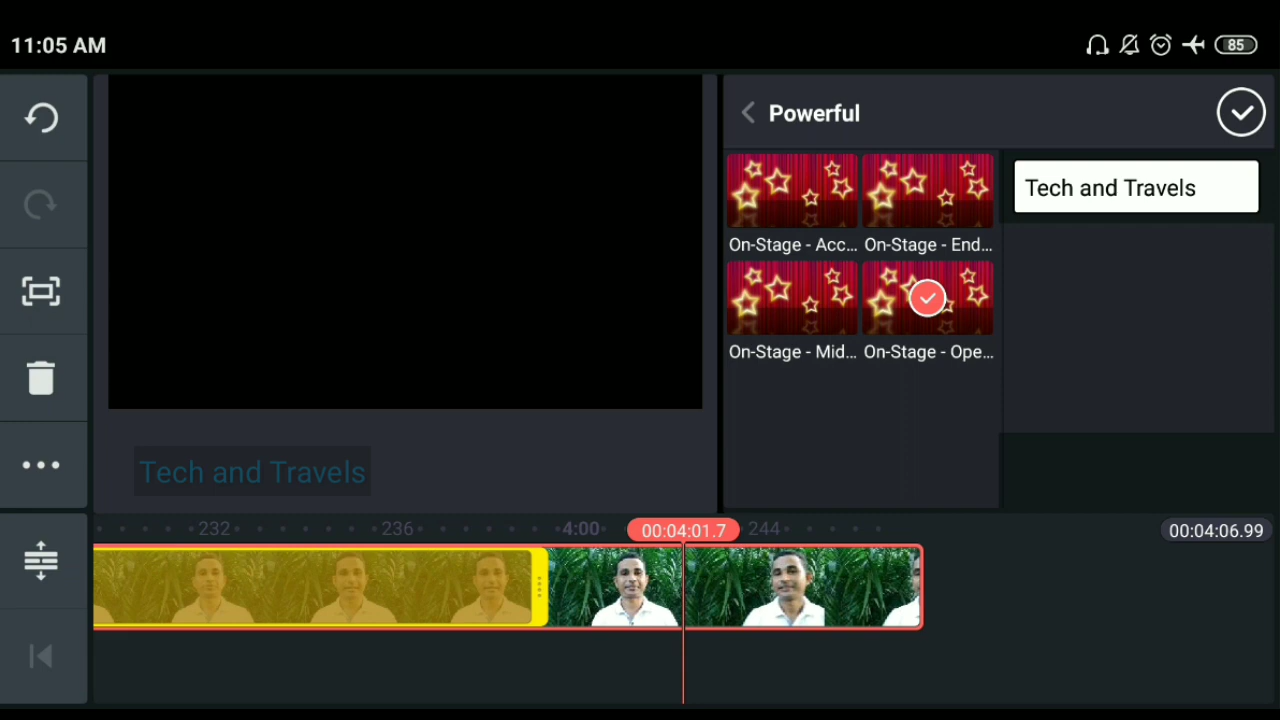 11:05 AM
85
Powerful
Tech and Travels
On-Stage - Acc...
On-Stage - End...
On-Stage - Mid...
On-Stage - Ope...
Tech and Travels
232
236
4:00
00:04:01.7
244
00:04:06.99